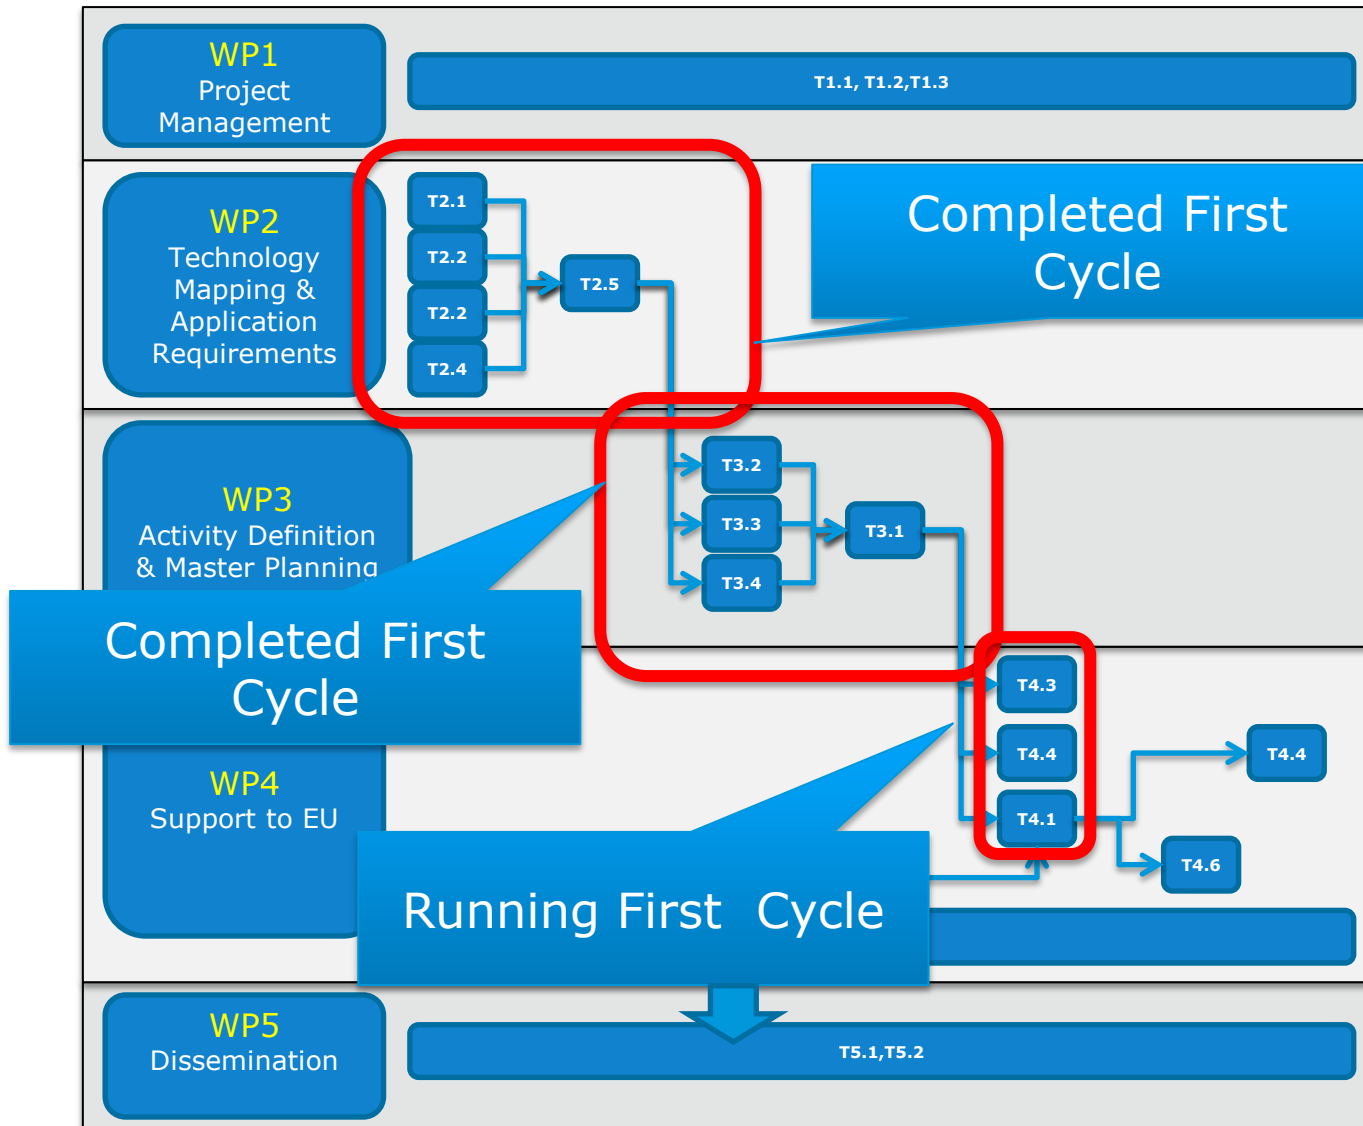 WP1
Project
Management
T1.1, T1.2,T1.3
WP2
Technology
Mapping &
Application
Requirements
T2.1
T2.2
T2.2
T2.4
T2.5
Completed First
Cycle
WP3
Activity Definition
& Master Planning
T3.2
T3.3
T3.4
T3.1
Completed First
Cycle
WP4
Support to EU
T4.3
T4.4
T4.1
T4.4
T4.6
Running First  Cycle
WP5
Dissemination
T5.1,T5.2